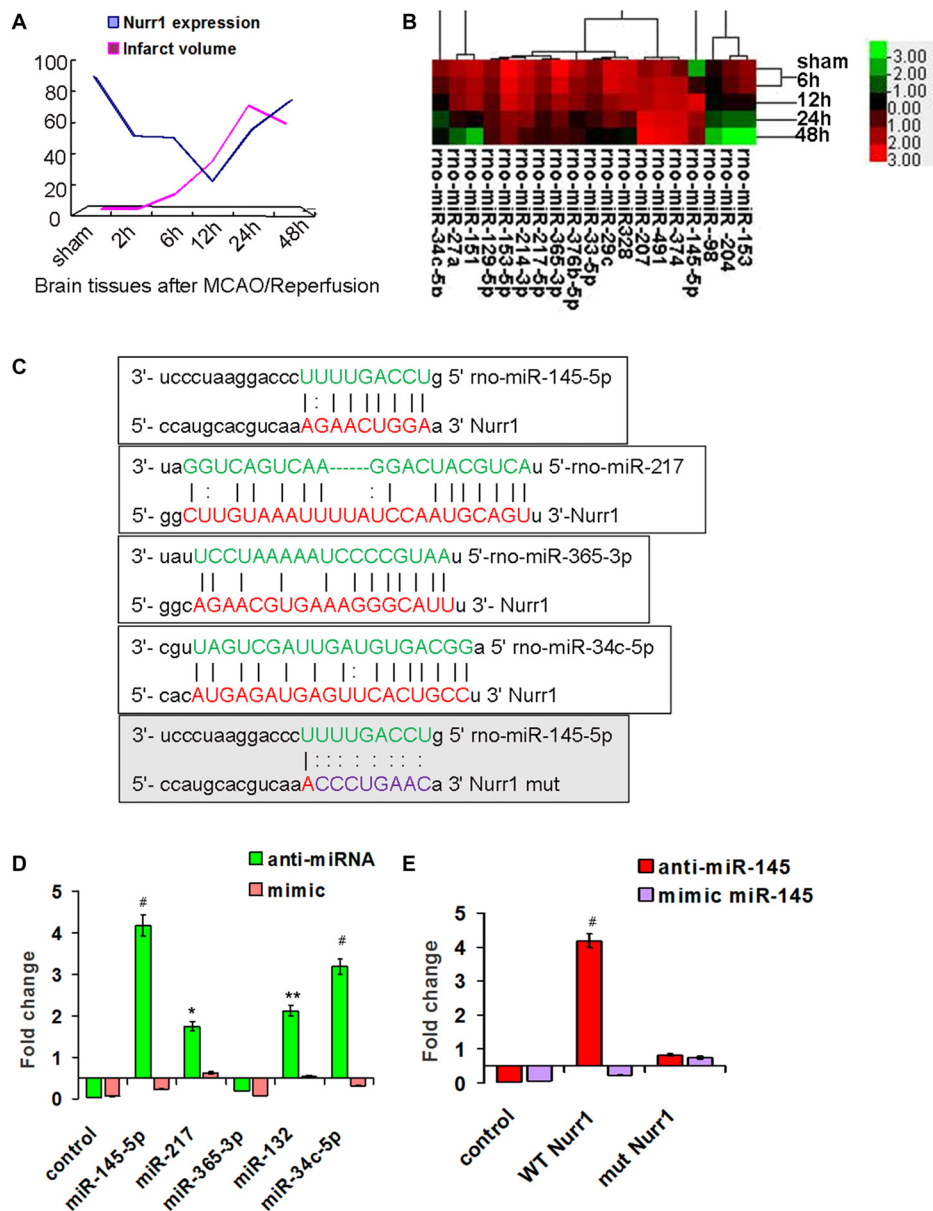 A
Nurr1 expression
Infarct volume
100
80
60
40
20
0
sham
2h
6h
12h
24h
48h
Brain tissues after MCAO/Reperfusion
B
sham
6h
12h
24h
48h
-3.00
-2.00
-1.00
0.00
1.00
2.00
3.00
rno-miR-34c-5p
rno-miR-27a
rno-miR-151
rno-miR-129-5p
rno-miR-153-5p
rno-miR-214-3p
rno-miR-217-5p
rno-miR-365-3p
rno-miR-376b-5p
rno-miR-33-5p
rno-miR-29c
rno-miR328
rno-miR-207
rno-miR-491
rno-miR-374
rno-miR-145-5p
rno-miR--98
rno-miR-204
rno-miR-153
C
3'- ucccuaaggacccUUUUGACCUg 5' rno-miR-145-5p
5'- ccaugcacgucaaAGAACUGGAa 3' Nurr1
3'- uaGGUCAGUCAA------GGACUACGUCAu 5'-rno-miR-217
5'- ggCUUGUAAAUUUUAUCCAAUGCAGUu 3'-Nurr1
3'- uauUCCUAAAAAUCCCCGUAAu 5'-rno-miR-365-3p
5'- ggcAGAACGUGAAAGGGCAUUu 3'- Nurr1
3'- cguUAGUCGAUUGAUGUGACGGa 5' rno-miR-34c-5p
5'- cacAUGAGAUGAGUUCACUGCCu 3' Nurr1
3'- ucccuaaggacccUUUUGACCUg 5' rno-miR-145-5p
5'- ccaugcacgucaaACCCUGAACa 3' Nurr1 mut
D
anti-miRNA
mimic
Fold change
5
4
3
2
1
0
#
*
**
#
control
miR-145-5p
miR-217
miR-365-3p
miR-132
miR-34c-5p
E
anti-miR-145
mimic miR-145
Fold change
5
4
3
2
1
0
#
control
WT Nurr1
mut Nurr1